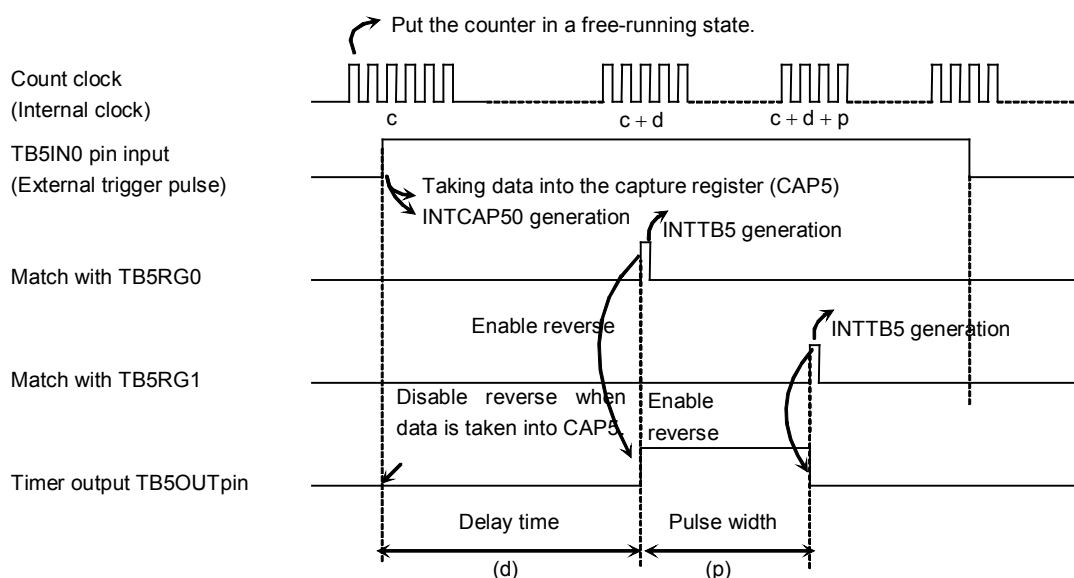 Put the counter in a free-running state.
Count clock
(Internal clock)
c
c + d
c + d + p
TB5IN0 pin input
(External trigger pulse)
Taking data into the capture register (CAP5)
INTCAP50 generation
INTTB5 generation
Match with TB5RG0
Enable reverse
INTTB5 generation
Match with TB5RG1
Disable reverse when
data is taken into CAP5.
Enable
reverse
Timer output TB5OUTpin
Delay time
Pulse width
(d)
(p)